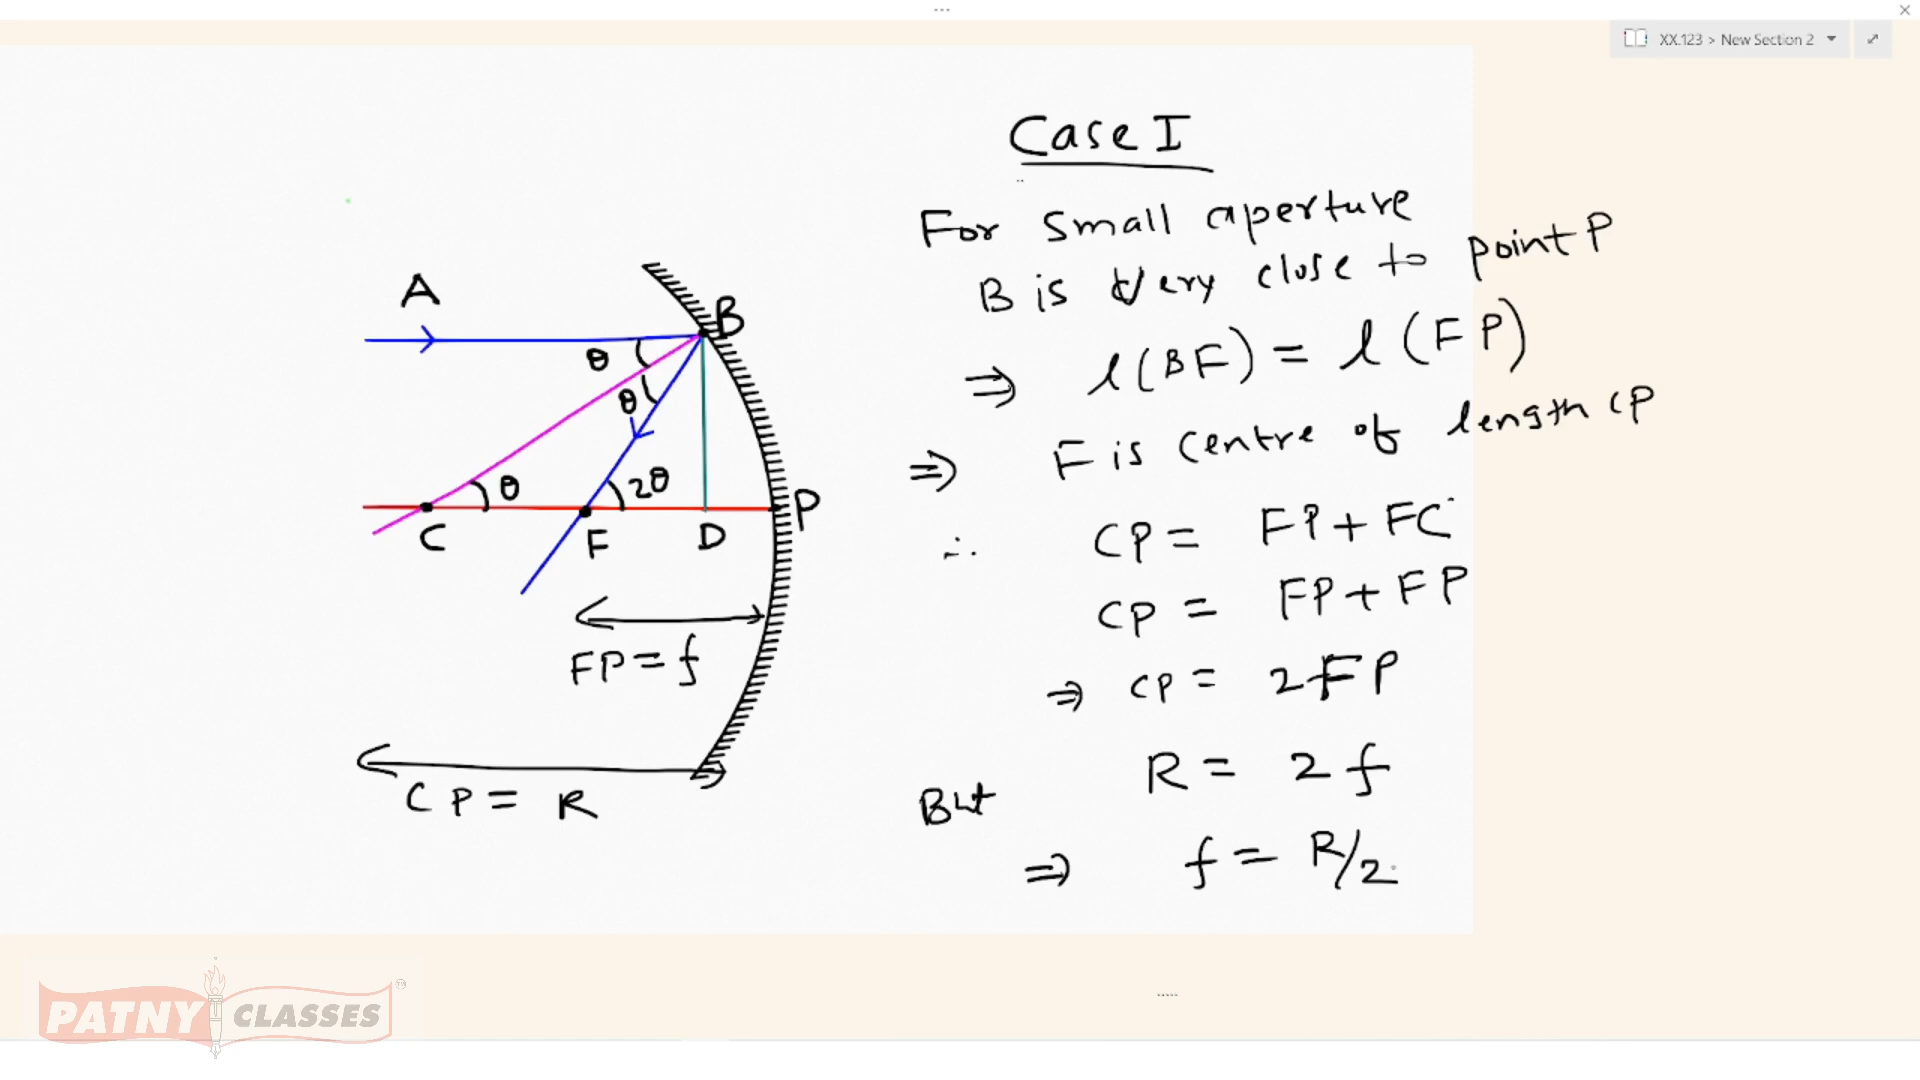 XX.123 > New Section 2
Case I
For small aperture
B is very close to point P
⇒ l(BF) = l(FP)
⇒ F is centre of length CP
∴ CP = FP + FC
CP = FP + FP
⇒ CP = 2FP
But R = 2f
⇒ f = R/2
A
B
θ
θ
θ
2θ
P
C
F
D
FP = f
CP = R
PATNY CLASSES